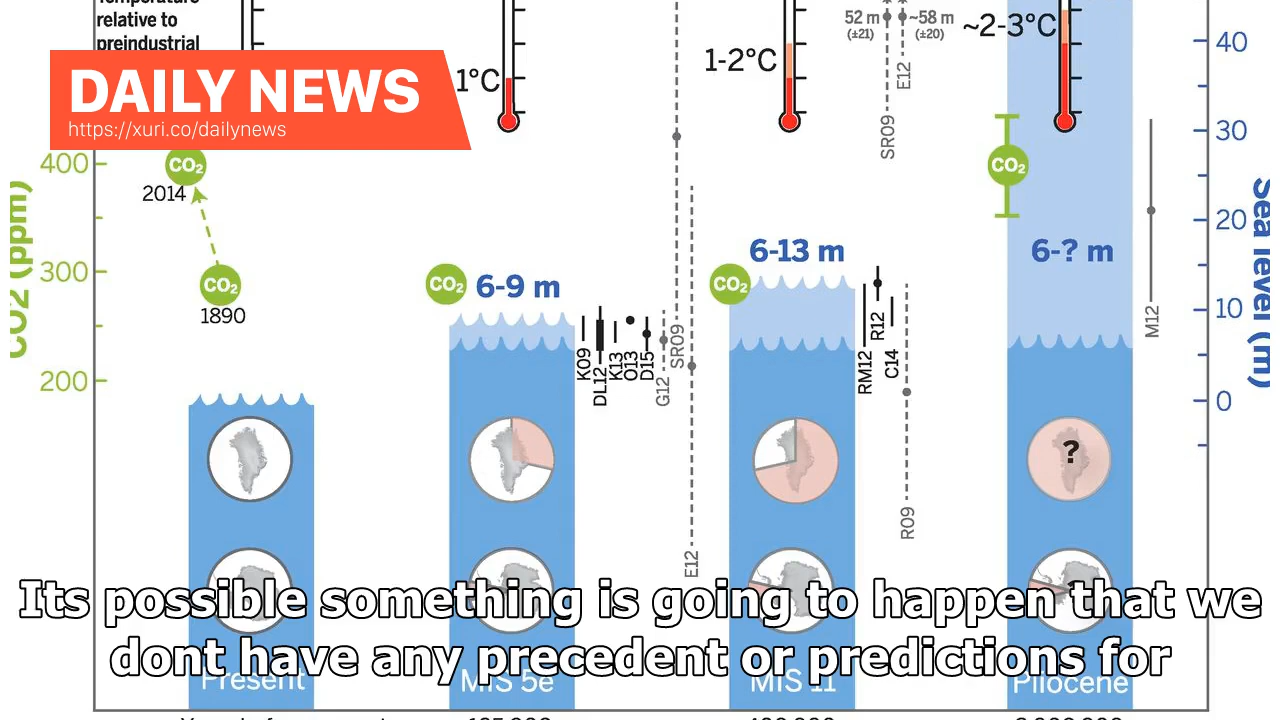 Temperature
relative to
preindustrial
DAILY NEWS
https://xuri.co/dailynews
1°C
1-2°C
~2-3°C
52 m
(±21)
~58 m
(±20)
E12
SR09
40
30
20
10
0
Sea level (m)
400
300
200
CO2 (ppm)
CO₂
2014
CO₂
1890
CO₂
6-9 m
CO₂
6-13 m
CO₂
6-? m
K09
DL12
K13
O13
D15
G12
SR09
E12
RM12
R12
C14
R09
M12
?
Its possible something is going to happen that we
dont have any precedent or predictions for
Present
MIS 5e
MIS 11
Pliocene